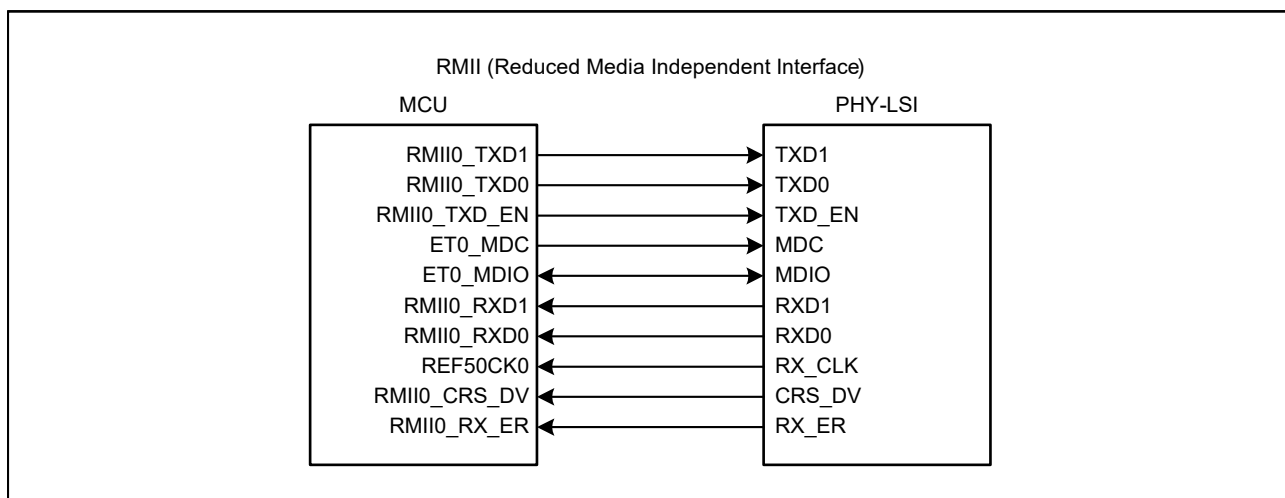 RMII (Reduced Media Independent Interface)
MCU PHY-LSI
RMII0_TXD1 TXD1
RMII0_TXD0 TXD0
RMII0_TXD_EN TXD_EN
ET0_MDC MDC
ET0_MDIO MDIO
RMII0_RXD1 RXD1
RMII0_RXD0 RXD0
REF50CK0 RX_CLK
RMII0_CRS_DV CRS_DV
RMII0_RX_ER RX_ER